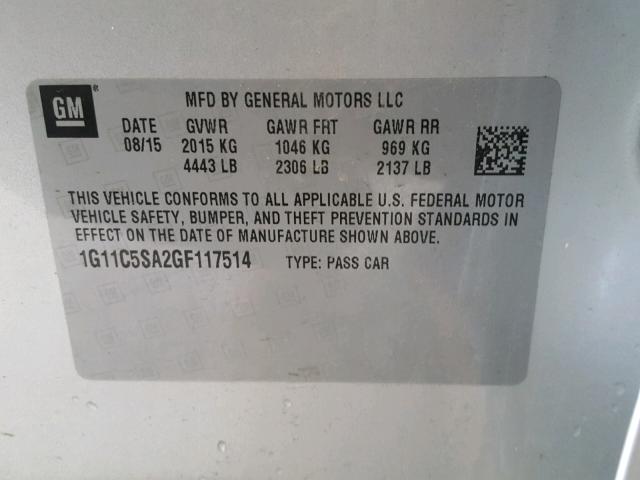 GM
MFD BY GENERAL MOTORS LLC
DATE GVWR GAWR FRT GAWR RR
08/15 2015 KG 1046 KG 969 KG
4443 LB 2306 LB 2137 LB
THIS VEHICLE CONFORMS TO ALL APPLICABLE U.S. FEDERAL MOTOR
VEHICLE SAFETY, BUMPER, AND THEFT PREVENTION STANDARDS IN
EFFECT ON THE DATE OF MANUFACTURE SHOWN ABOVE.
1G11C5SA2GF117514 TYPE: PASS CAR